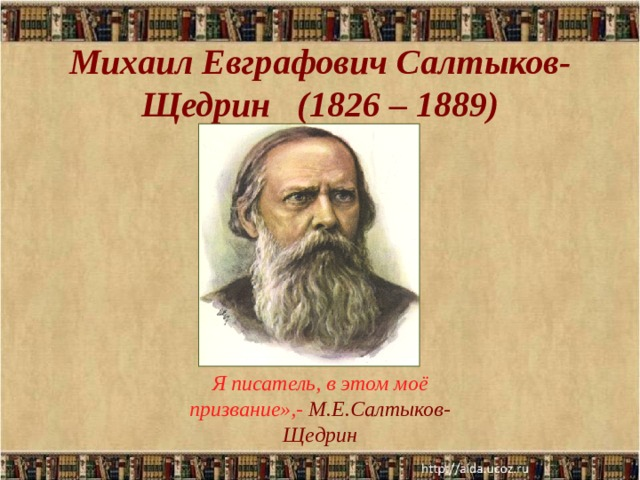 Михаил Евграфович Салтыков-
Щедрин (1826 – 1889)
Я писатель, в этом моё
призвание»,- М.Е.Салтыков-
Щедрин
http://aida.ucoz.ru